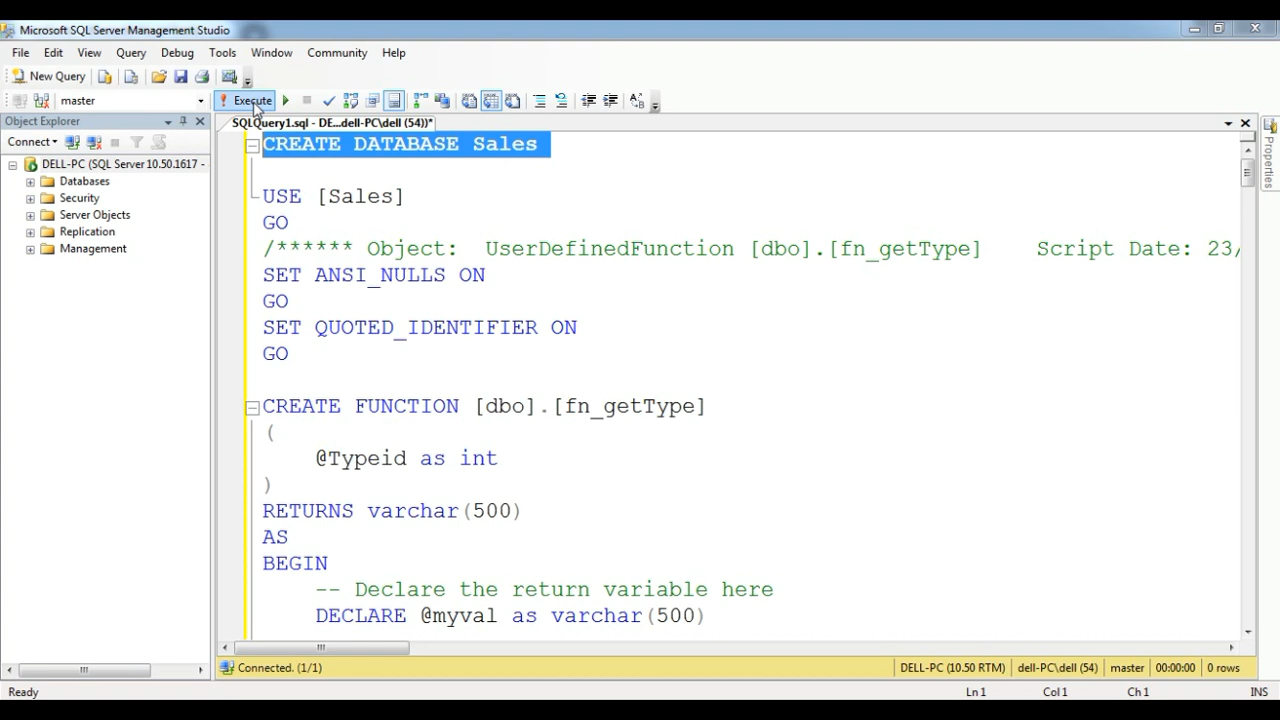 Microsoft SQL Server Management Studio
File Edit View Query Debug Tools Window Community Help
New Query
master Execute
Object Explorer
SQLQuery1.sql - DE...dell-PC\dell (54))*
Connect
CREATE DATABASE Sales
DELL-PC (SQL Server 10.50.1617 -
Databases
Security
Server Objects
Replication
Management
Properties
USE [Sales]
GO
/****** Object: UserDefinedFunction [dbo].[fn_getType] Script Date: 23/
SET ANSI_NULLS ON
GO
SET QUOTED_IDENTIFIER ON
GO
CREATE FUNCTION [dbo].[fn_getType]
(
@Typeid as int
)
RETURNS varchar(500)
AS
BEGIN
-- Declare the return variable here
DECLARE @myval as varchar(500)
Connected. (1/1) DELL-PC (10.50 RTM) dell-PC\dell (54) master 00:00:00 0 rows
Ready Ln 1 Col 1 Ch 1 INS